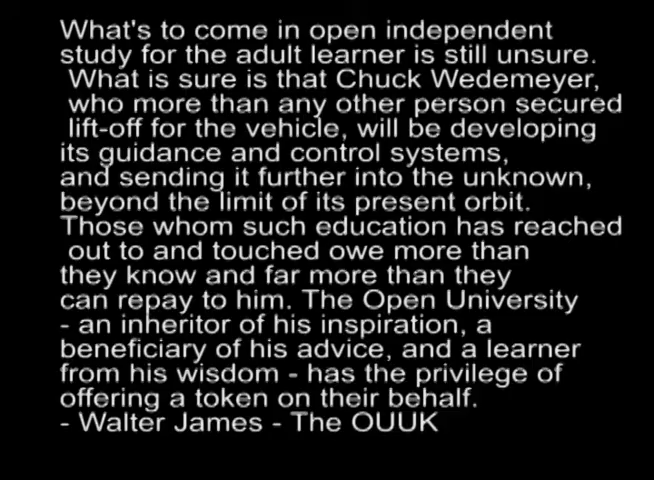 What's to come in open independent
study for the adult learner is still unsure.
What is sure is that Chuck Wedemeyer,
who more than any other person secured
lift-off for the vehicle, will be developing
its guidance and control systems,
and sending it further into the unknown,
beyond the limit of its present orbit.
Those whom such education has reached
out to and touched owe more than
they know and far more than they
can repay to him. The Open University
- an inheritor of his inspiration, a
beneficiary of his advice, and a learner
from his wisdom - has the privilege of
offering a token on their behalf.
- Walter James - The OUUK